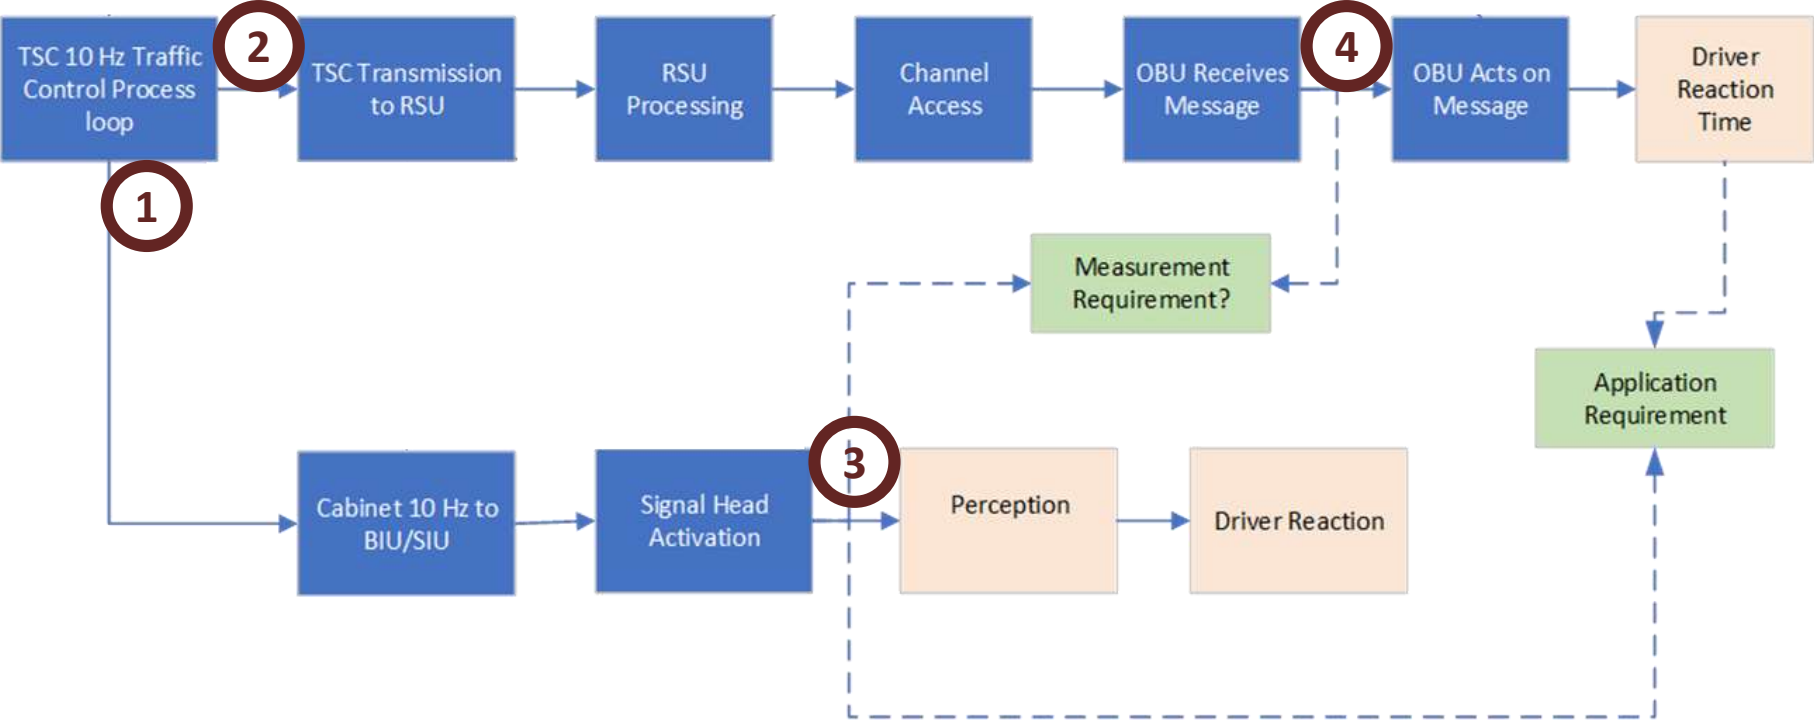 TSC 10 Hz Traffic
Control Process
loop
2
TSC Transmission
to RSU
RSU
Processing
Channel
Access
OBU Receives
Message
4
OBU Acts on
Message
Driver
Reaction
Time
1
Measurement
Requirement?
Application
Requirement
Cabinet 10 Hz to
BIU/SIU
Signal Head
Activation
3
Perception
Driver Reaction